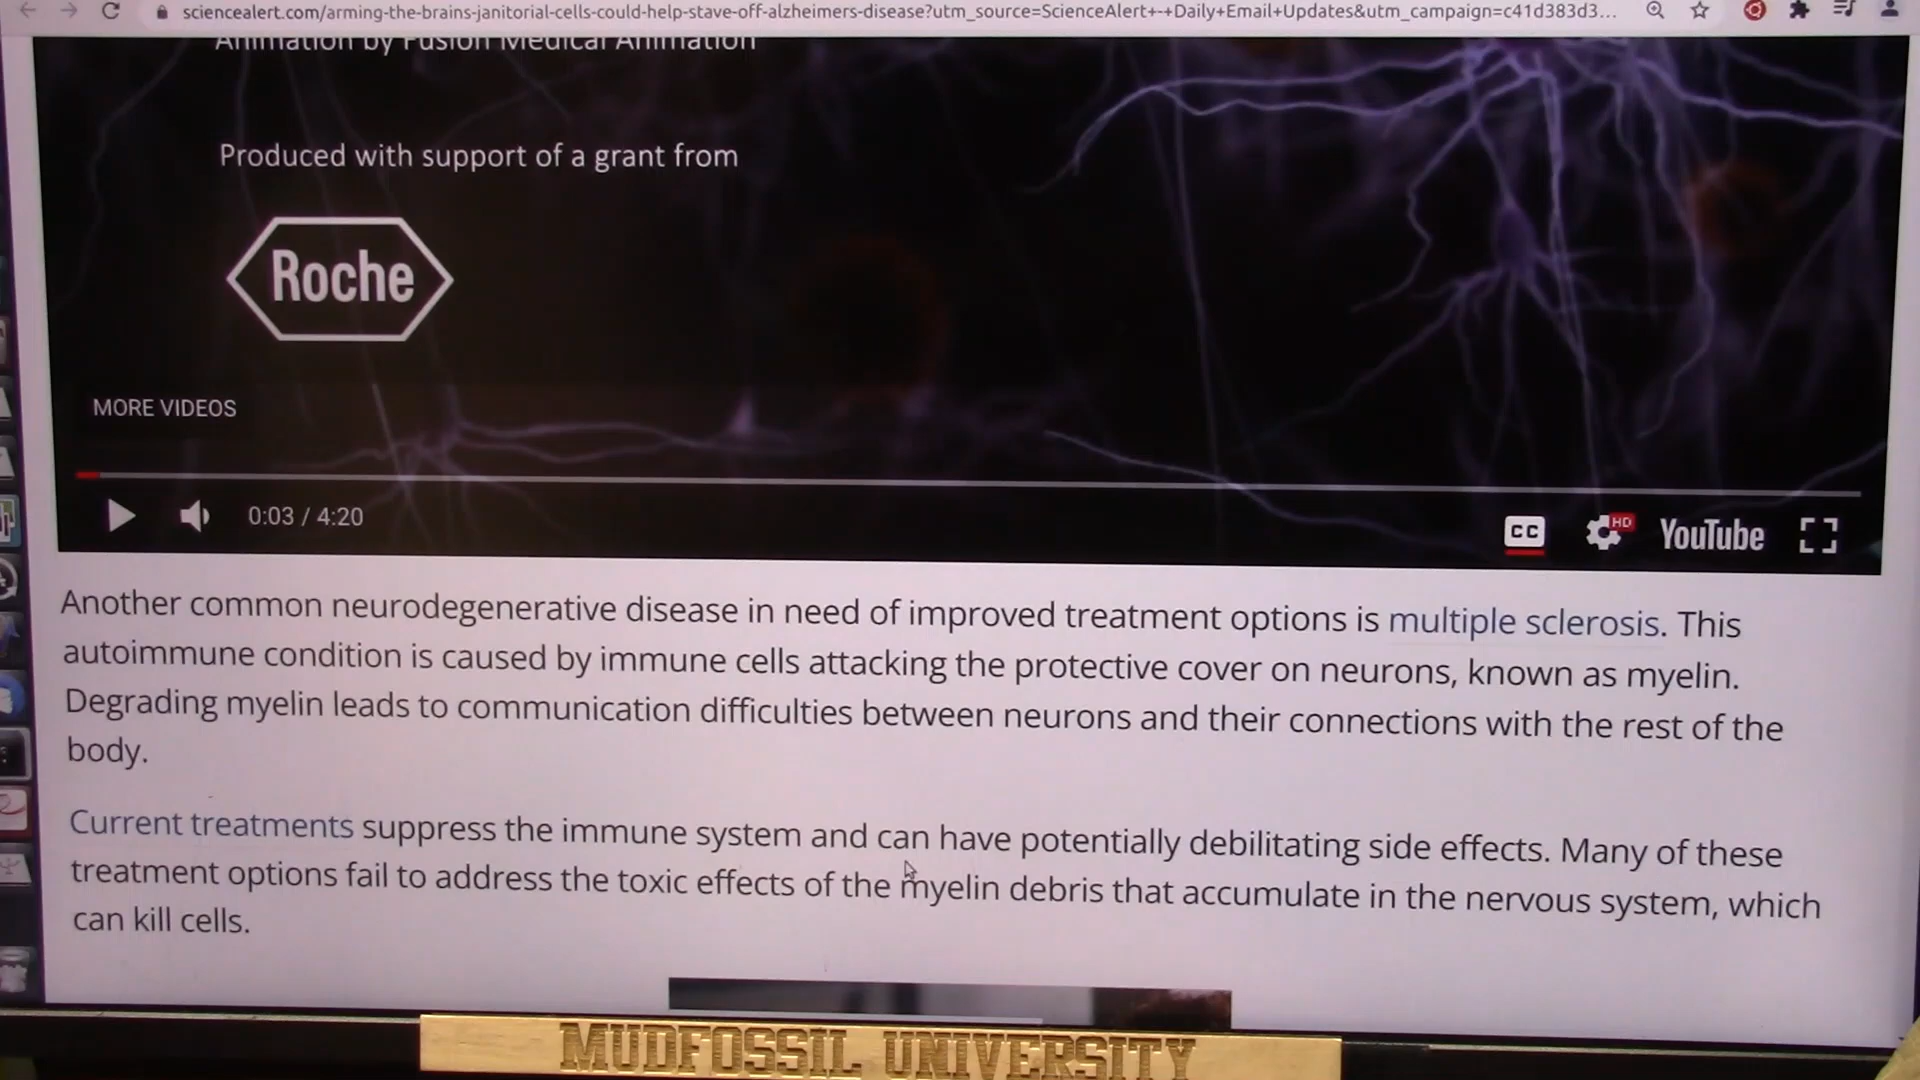 sciencealert.com/arming-the-brains-janitorial-cells-could-help-stave-off-alzheimers-disease?utm_source=ScienceAlert+-+Daily+Email+Updates&utm_campaign=c41d383d3...
Animation by Fusion Medical Animation
Produced with support of a grant from
Roche
MORE VIDEOS
0:03 / 4:20
CC
HD
YouTube
Another common neurodegenerative disease in need of improved treatment options is multiple sclerosis. This
autoimmune condition is caused by immune cells attacking the protective cover on neurons, known as myelin.
Degrading myelin leads to communication difficulties between neurons and their connections with the rest of the
body.
Current treatments suppress the immune system and can have potentially debilitating side effects. Many of these
treatment options fail to address the toxic effects of the myelin debris that accumulate in the nervous system, which
can kill cells.
MUDFOSSIL UNIVERSITY